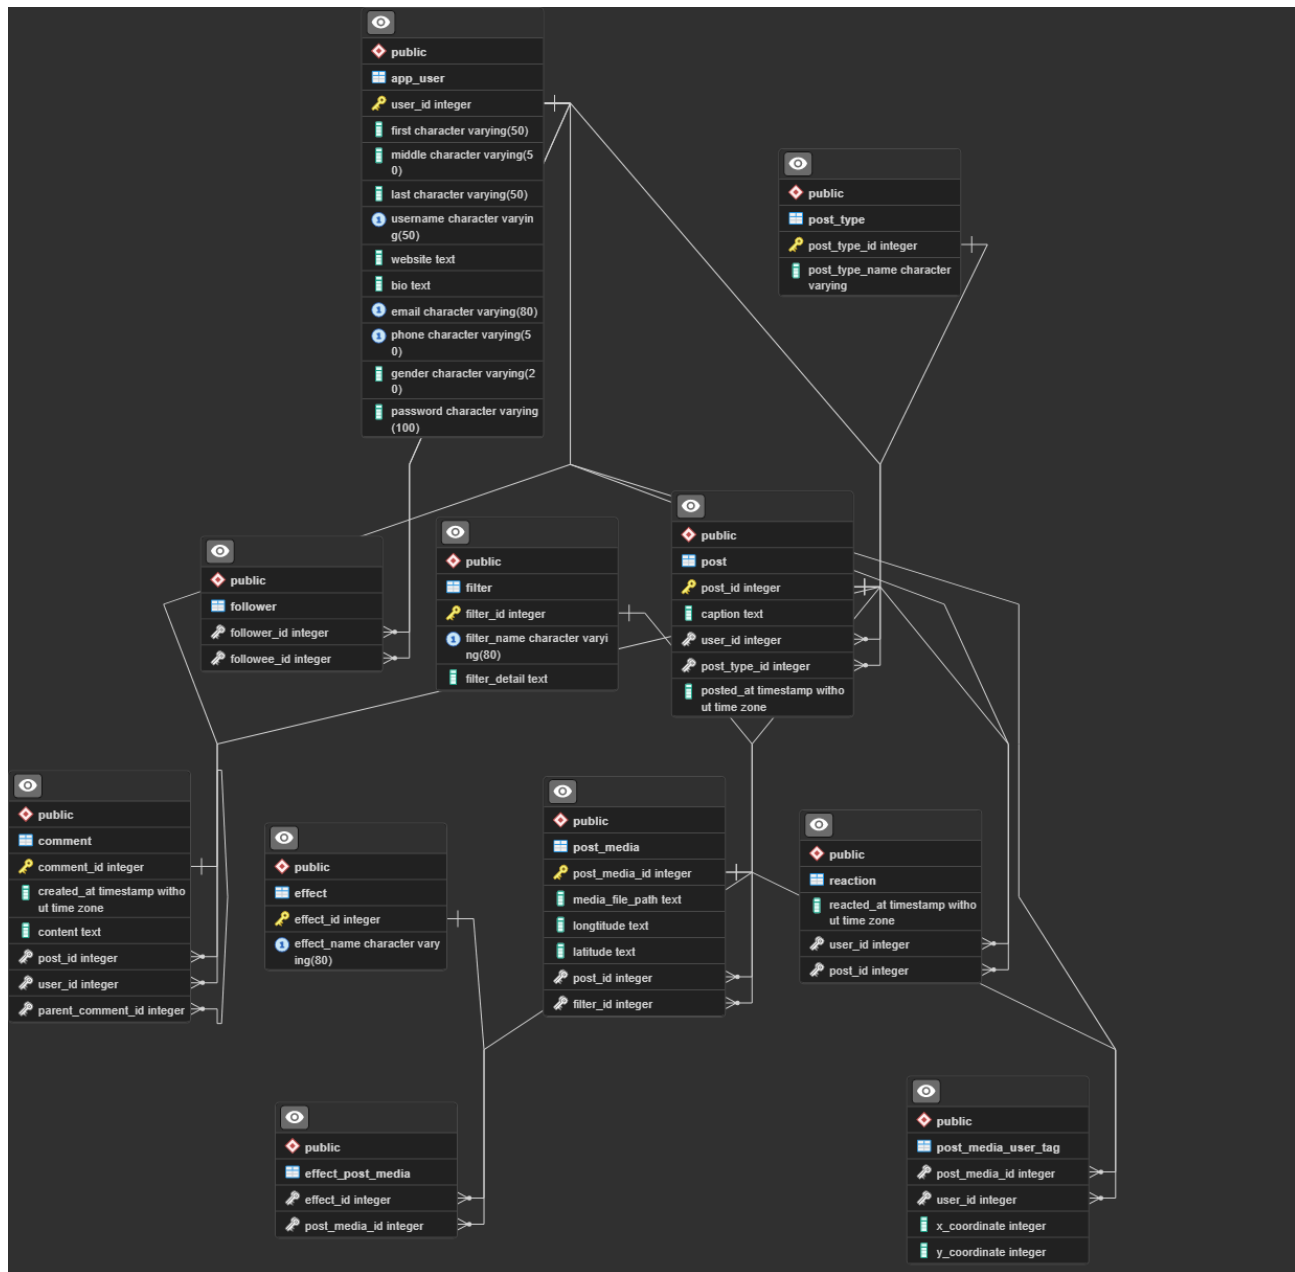 public
app_user
user_id integer
first character varying(50)
middle character varying(5
0)
last character varying(50)
username character varyin
g(50)
website text
bio text
email character varying(80)
phone character varying(5
0)
gender character varying(2
0)
password character varying
(100)
public
post_type
post_type_id integer
post_type_name character
varying
public
follower
follower_id integer
followee_id integer
public
filter
filter_id integer
filter_name character varyi
ng(80)
filter_detail text
public
post
post_id integer
caption text
user_id integer
post_type_id integer
posted_at timestamp witho
ut time zone
public
comment
comment_id integer
created_at timestamp witho
ut time zone
content text
post_id integer
user_id integer
parent_comment_id integer
public
effect
effect_id integer
effect_name character vary
ing(80)
public
post_media
post_media_id integer
media_file_path text
longtitude text
latitude text
post_id integer
filter_id integer
public
reaction
reacted_at timestamp witho
ut time zone
user_id integer
post_id integer
public
effect_post_media
effect_id integer
post_media_id integer
public
post_media_user_tag
post_media_id integer
user_id integer
x_coordinate integer
y_coordinate integer